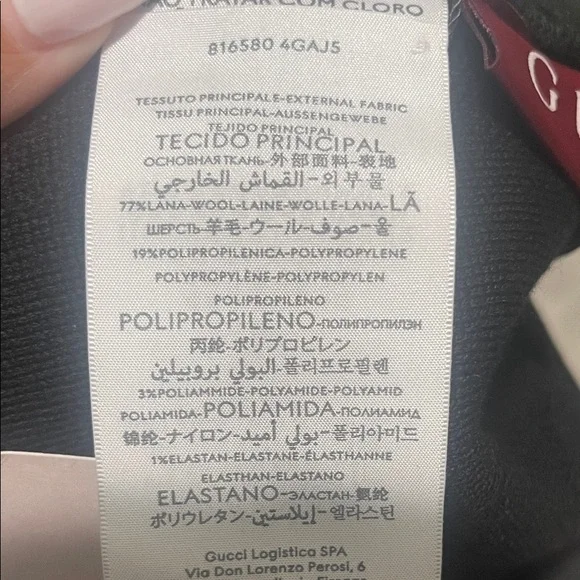 TRATAR COM CLORO
816580 4GAJ5
G
TESSUTO PRINCIPALE-EXTERNAL FABRIC
TISSU PRINCIPAL-AUSSENGEWEBE
TEJIDO PRINCIPAL
TECIDO PRINCIPAL
ОСНОВНАЯ ТКАНЬ-外部面料-表地
القماش الخارجي-외부 물
77%LANA-WOOL-LAINE-WOLLE-LANA-LÃ
ШЕРСТЬ-羊毛-ウール-صوف-울
19%POLIPROPILENICA-POLYPROPYLENE
POLYPROPYLÈNE-POLYPROPYLEN
POLIPROPILENO
POLIPROPILENO-ПОЛИПРОПИЛЭН
丙纶-ポリプロピレン
البولي بروبيلين-폴리프로필렌
3%POLIAMMIDE-POLYAMIDE-POLYAMID
POLIAMIDA-POLIAMIDA-ПОЛИАМИД
锦纶-ナイロン-بولي أميد-폴리아미드
1%ELASTAN-ELASTANE-ÉLASTHANNE
ELASTHAN-ELASTANO
ELASTANO-ЭЛАСТАН-氨纶
ポリウレタン-إيلاستين-엘라스틴
Gucci Logistica SPA
Via Don Lorenzo Perosi, 6